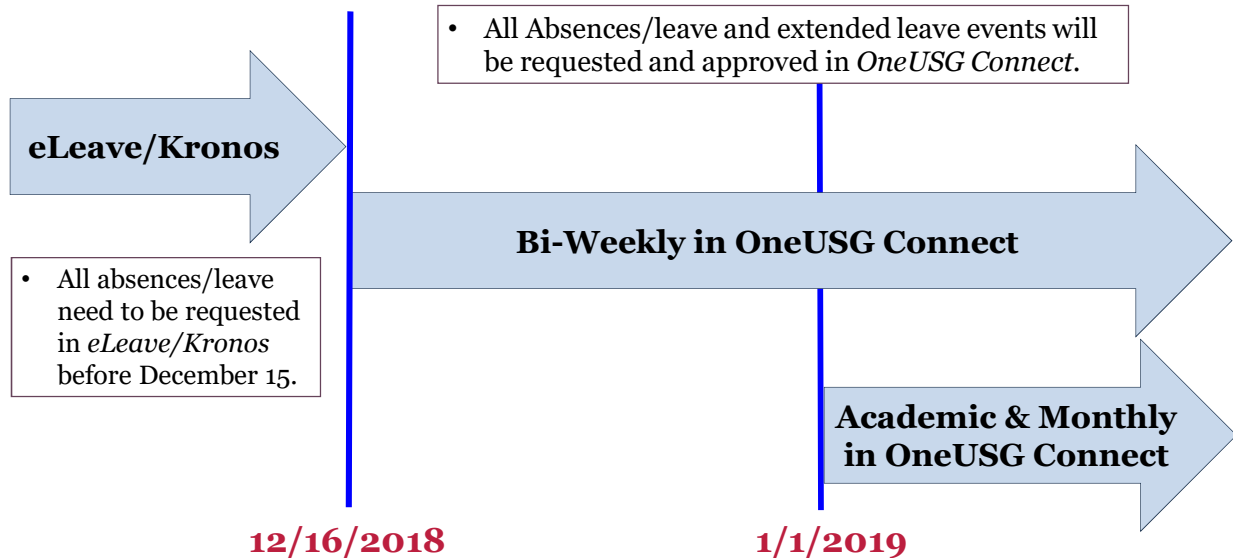 • All Absences/leave and extended leave events will
be requested and approved in OneUSG Connect.
eLeave/Kronos
Bi-Weekly in OneUSG Connect
• All absences/leave
need to be requested
in eLeave/Kronos
before December 15.
Academic & Monthly
in OneUSG Connect
12/16/2018
1/1/2019